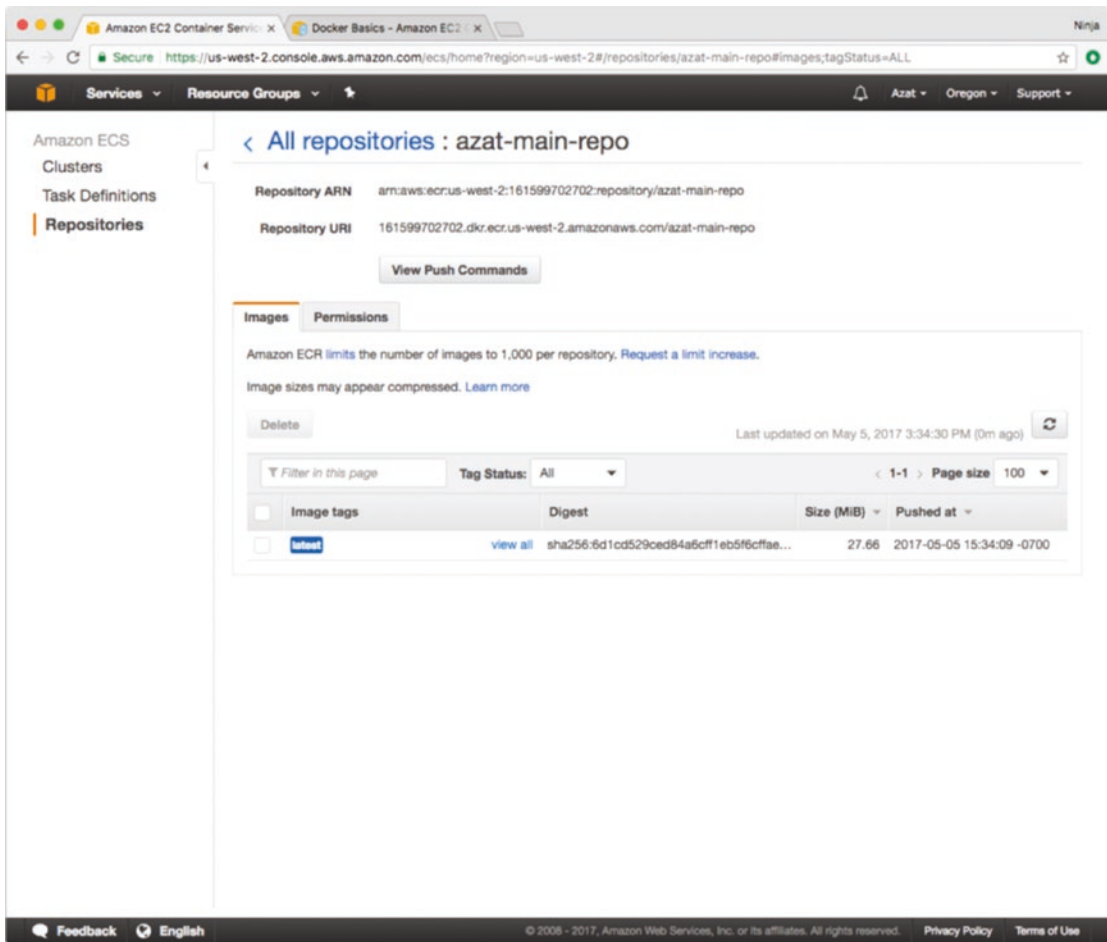 Amazon EC2 Container Servic
Docker Basics - Amazon EC2 C
Ninja
Secure https://us-west-2.console.aws.amazon.com/ecs/home?region=us-west-2#/repositories/azat-main-repo#images;tagStatus=ALL
Services Resource Groups Azat Oregon Support
Amazon ECS
Clusters
Task Definitions
Repositories
< All repositories : azat-main-repo
Repository ARN arn:aws:ecr:us-west-2:161599702702:repository/azat-main-repo
Repository URI 161599702702.dkr.ecr.us-west-2.amazonaws.com/azat-main-repo
View Push Commands
Images Permissions
Amazon ECR limits the number of images to 1,000 per repository. Request a limit increase.
Image sizes may appear compressed. Learn more
Delete
Last updated on May 5, 2017 3:34:30 PM (0m ago)
Filter in this page Tag Status: All < 1-1 > Page size 100
Image tags Digest Size (MiB) Pushed at
latest view all sha256:6d1cd529ced84a6cff1eb5f6cffae... 27.66 2017-05-05 15:34:09 -0700
Feedback English © 2008 - 2017, Amazon Web Services, Inc. or its affiliates. All rights reserved. Privacy Policy Terms of Use